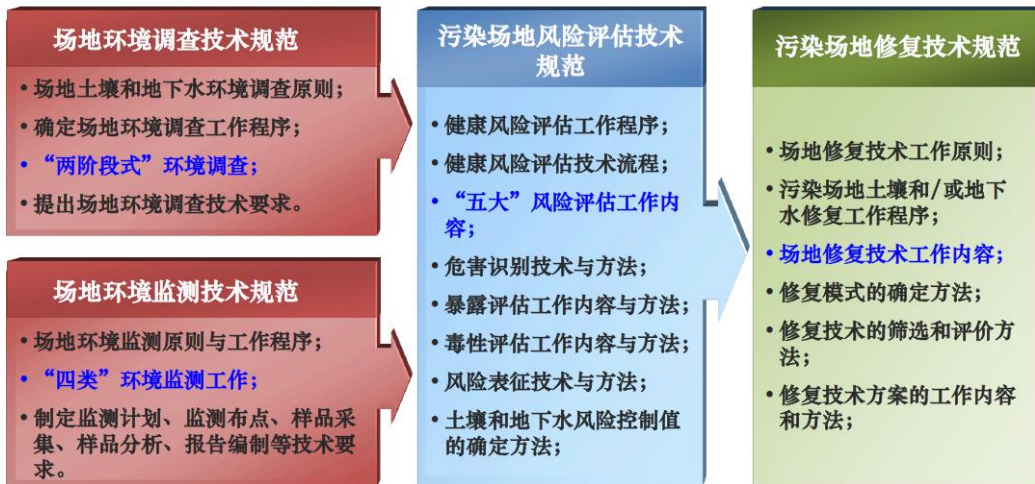 场地环境调查技术规范
• 场地土壤和地下水环境调查原则；
• 确定场地环境调查工作程序；
• “两阶段式”环境调查；
• 提出场地环境调查技术要求。
场地环境监测技术规范
• 场地环境监测原则与工作程序；
• “四类”环境监测工作；
• 制定监测计划、监测布点、样品采
集、样品分析、报告编制等技术要
求。
污染场地风险评估技术
规范
• 健康风险评估工作程序；
• 健康风险评估技术流程；
• “五大”风险评估工作内
容；
• 危害识别技术与方法；
• 暴露评估工作内容与方法；
• 毒性评估工作内容与方法；
• 风险表征技术与方法；
• 土壤和地下水风险控制值
的确定方法；
污染场地修复技术规范
• 场地修复技术工作原则；
• 污染场地土壤和/或地下
水修复工作程序；
• 场地修复技术工作内容；
• 修复模式的确定方法；
• 修复技术的筛选和评价方
法；
• 修复技术方案的工作内容
和方法；